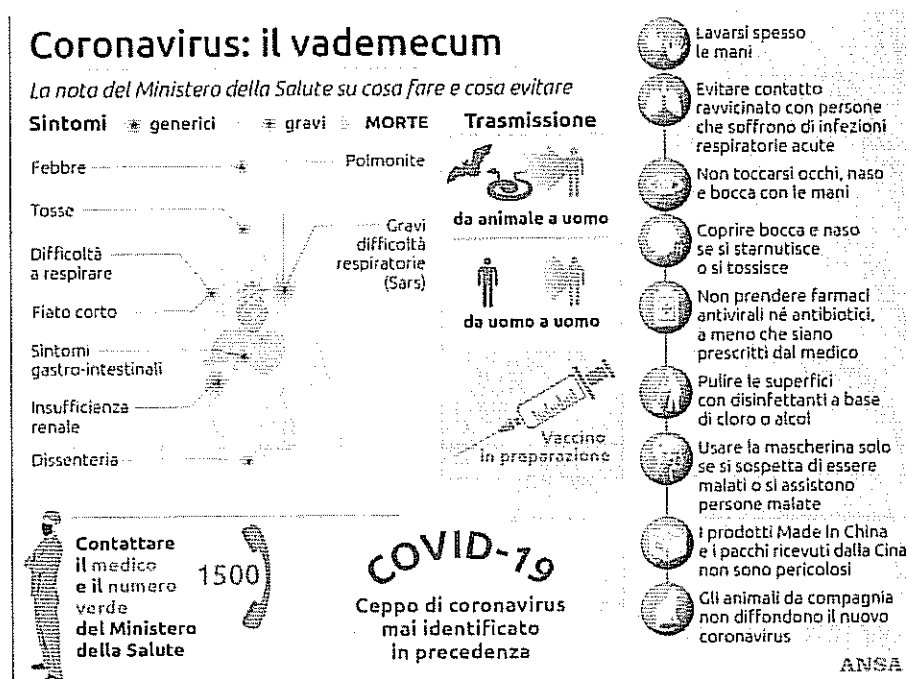 Coronavirus: il vademecum
La nota del Ministero della Salute su cosa fare e cosa evitare
Sintomi generici gravi MORTE
Febbre
Tosse
Difficoltà
a respirare
Fiato corto
Sintomi
gastro-intestinali
Insufficienza
renale
Dissenteria
Polmonite
Gravi
difficoltà
respiratorie
(Sars)
Trasmissione
da animale a uomo
da uomo a uomo
Vaccino
in preparazione
Lavarsi spesso
le mani
Evitare contatto
ravvicinato con persone
che soffrono di infezioni
respiratorie acute
Non toccarsi occhi, naso
e bocca con le mani
Coprire bocca e naso
se si starnutisce
o si tossisce
Non prendere farmaci
antivirali né antibiotici,
a meno che siano
prescritti dal medico
Pulire le superfici
con disinfettanti a base
di cloro o alcol
Usare la mascherina solo
se si sospetta di essere
malati o si assistono
persone malate
I prodotti Made In China
e i pacchi ricevuti dalla Cina
non sono pericolosi
Gli animali da compagnia
non diffondono il nuovo
coronavirus
Contattare
il medico
e il numero
verde
del Ministero
della Salute
1500
COVID-19
Ceppo di coronavirus
mai identificato
in precedenza
ANSA